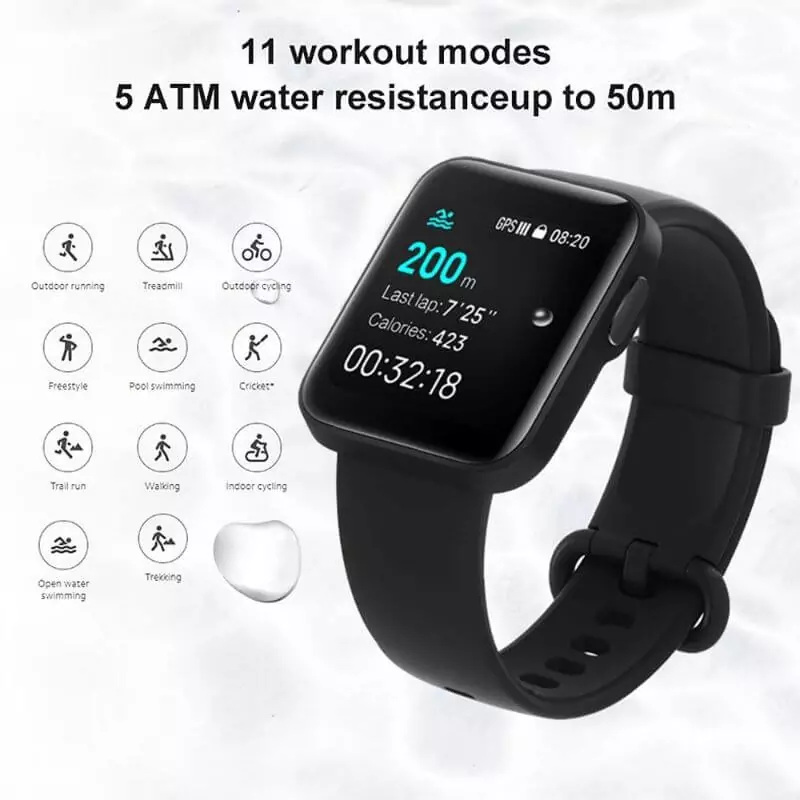 11 workout modes
5 ATM water resistanceup to 50m
GPS 08:20
200 m
Last lap: 7'25"
Calories: 423
00:32:18
Outdoor running
Treadmill
Outdoor cycling
Freestyle
Pool swimming
Cricket*
Trail run
Walking
Indoor cycling
Open water
swimming
Trekking